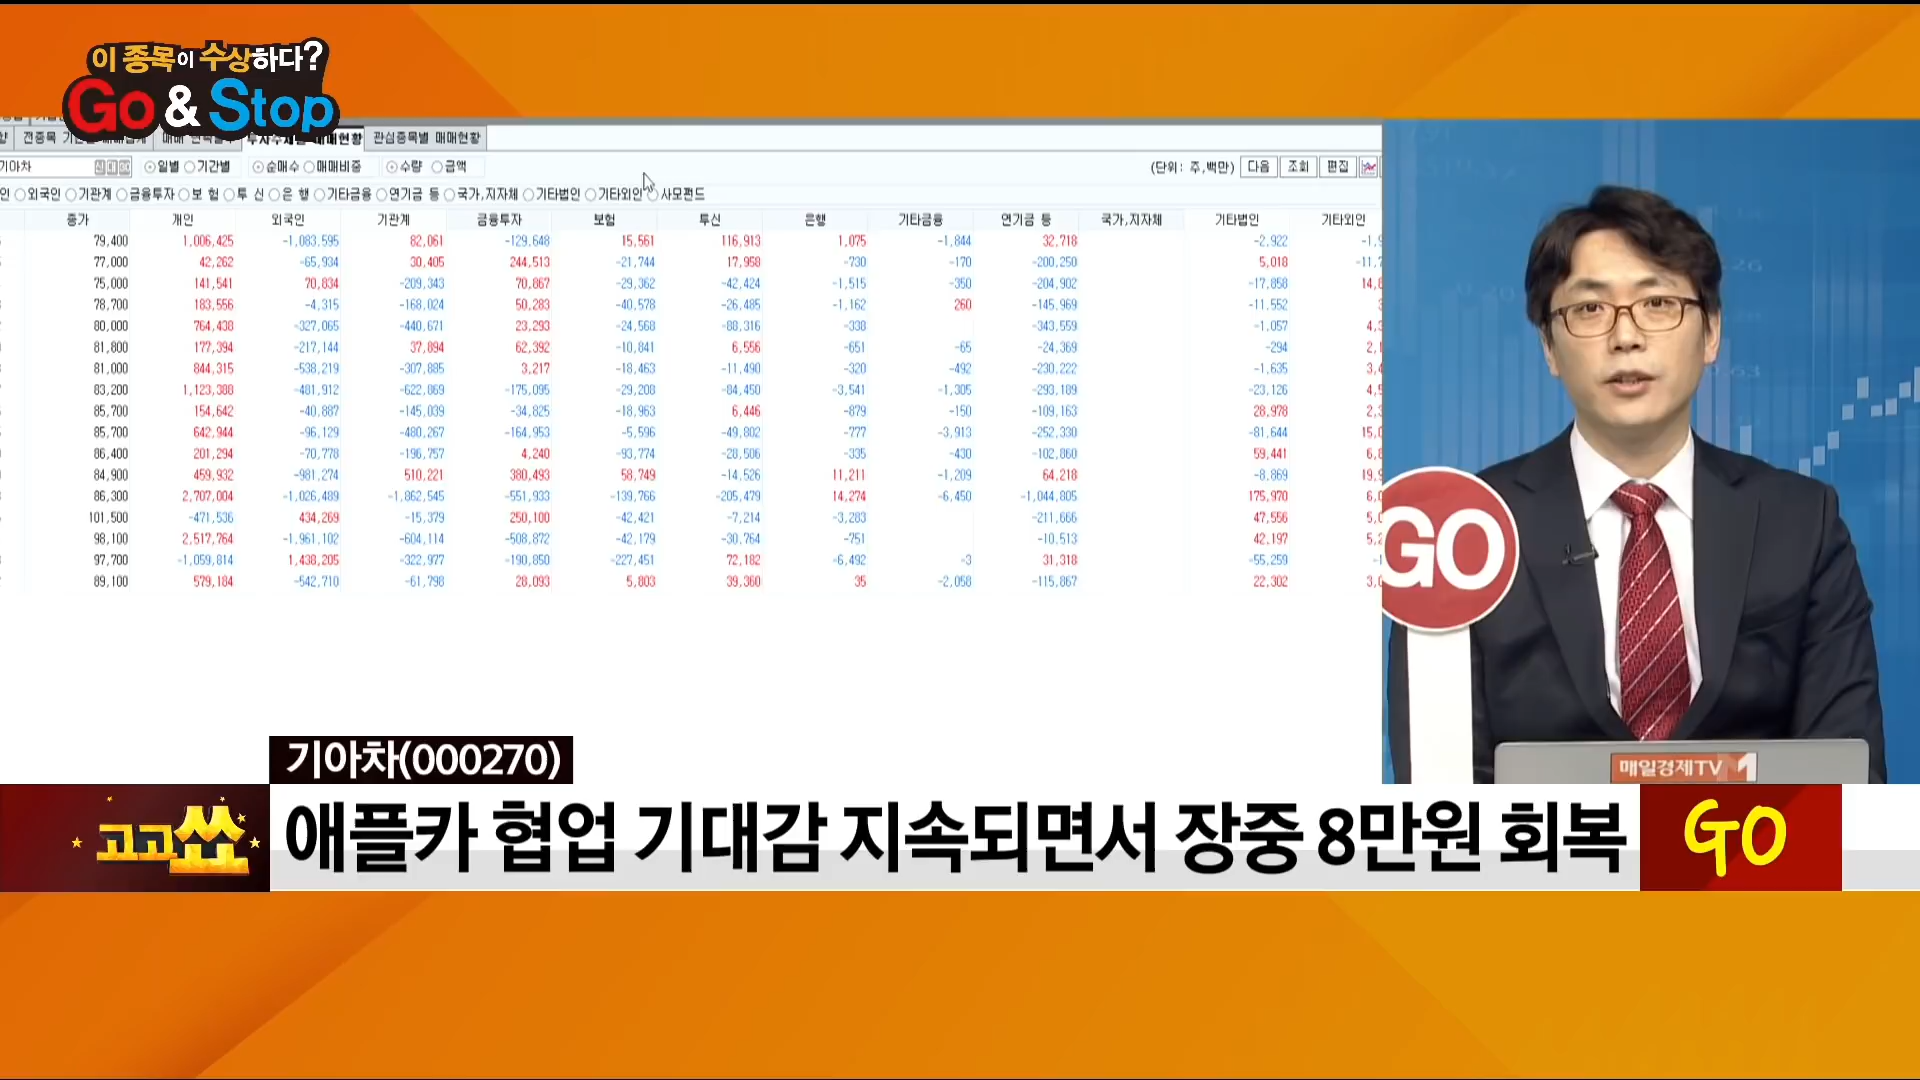 이 종목이 수상하다?
Go & Stop
관심종목별 매매현황
기아차 일별 기간별 순매수 매매비중 수량 금액 (단위: 주,백만) 다음 조회 편집
인 외국인 기관계 금융투자 보 험 투 신 은 행 기타금융 연기금 등 국가,지자체 기타법인 기타외인 사모펀드
종가 개인 외국인 기관계 금융투자 보험 투신 은행 기타금융 연기금 등 국가,지자체 기타법인 기타외인
79,400 1,006,425 -1,083,595 82,061 -129,648 15,561 116,913 1,075 -1,844 32,718 -2,922
77,000 42,262 -65,934 30,405 244,513 -21,744 17,958 -730 -170 -200,250 5,018
75,000 141,541 70,834 -209,343 70,867 -29,362 -42,424 -1,515 -350 -204,902 -17,858
78,700 183,556 -4,315 -168,024 50,283 -40,578 -26,485 -1,162 260 -145,969 -11,552
80,000 764,438 -327,065 -440,671 23,293 -24,568 -88,316 -338 -343,559 -1,057
81,800 177,394 -217,144 37,894 62,392 -10,841 6,556 -651 -65 -24,369 -294
81,000 844,315 -538,219 -307,885 3,217 -18,463 -11,490 -320 -492 -230,222 -1,635
83,200 1,123,388 -481,912 -622,869 -175,095 -29,208 -84,450 -3,541 -1,305 -293,189 -23,126
85,700 154,642 -40,887 -145,039 -34,825 -18,963 6,446 -879 -150 -109,163 28,978
85,700 642,944 -96,129 -480,267 -164,953 -5,596 -49,802 -777 -3,913 -252,330 -81,644
86,400 201,294 -70,778 -196,757 4,240 -93,774 -28,506 -335 -430 -102,860 59,441
84,900 459,932 -981,274 510,221 380,493 58,749 -14,526 11,211 -1,209 64,218 -8,869
86,300 2,707,004 -1,026,489 -1,862,545 -551,933 -139,766 -205,479 14,274 -6,450 -1,044,805 175,970
101,500 -471,536 434,269 -15,379 250,100 -42,421 -7,214 -3,283 -211,666 47,556
98,100 2,517,764 -1,961,102 -604,114 -508,872 -42,179 -30,764 -751 -10,513 42,197
97,700 -1,059,814 1,438,205 -322,977 -190,850 -227,451 72,182 -6,492 -3 31,318 -55,259
89,100 579,184 -542,710 -61,798 28,093 5,803 39,360 35 -2,058 -115,867 22,302
GO
매일경제TV
기아차(000270)
고고쑈 애플카 협업 기대감 지속되면서 장중 8만원 회복 GO